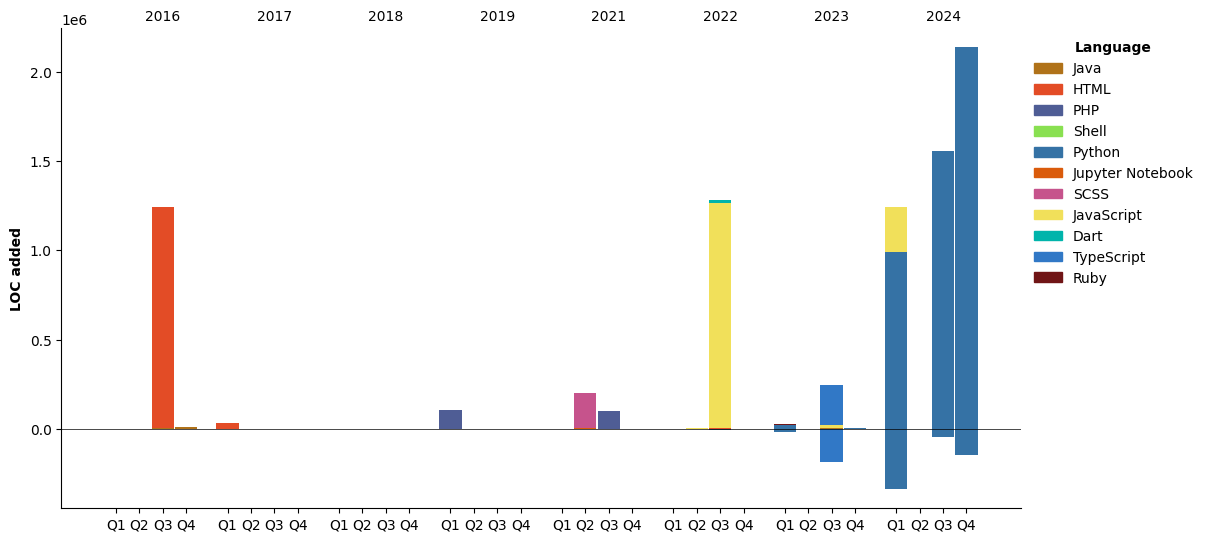 2016 2017 2018 2019 2021 2022 2023 2024
1e6
2.0
1.5
1.0
0.5
0.0
LOC added
Q1 Q2 Q3 Q4 Q1 Q2 Q3 Q4 Q1 Q2 Q3 Q4 Q1 Q2 Q3 Q4 Q1 Q2 Q3 Q4 Q1 Q2 Q3 Q4 Q1 Q2 Q3 Q4 Q1 Q2 Q3 Q4
Language
Java
HTML
PHP
Shell
Python
Jupyter Notebook
SCSS
JavaScript
Dart
TypeScript
Ruby